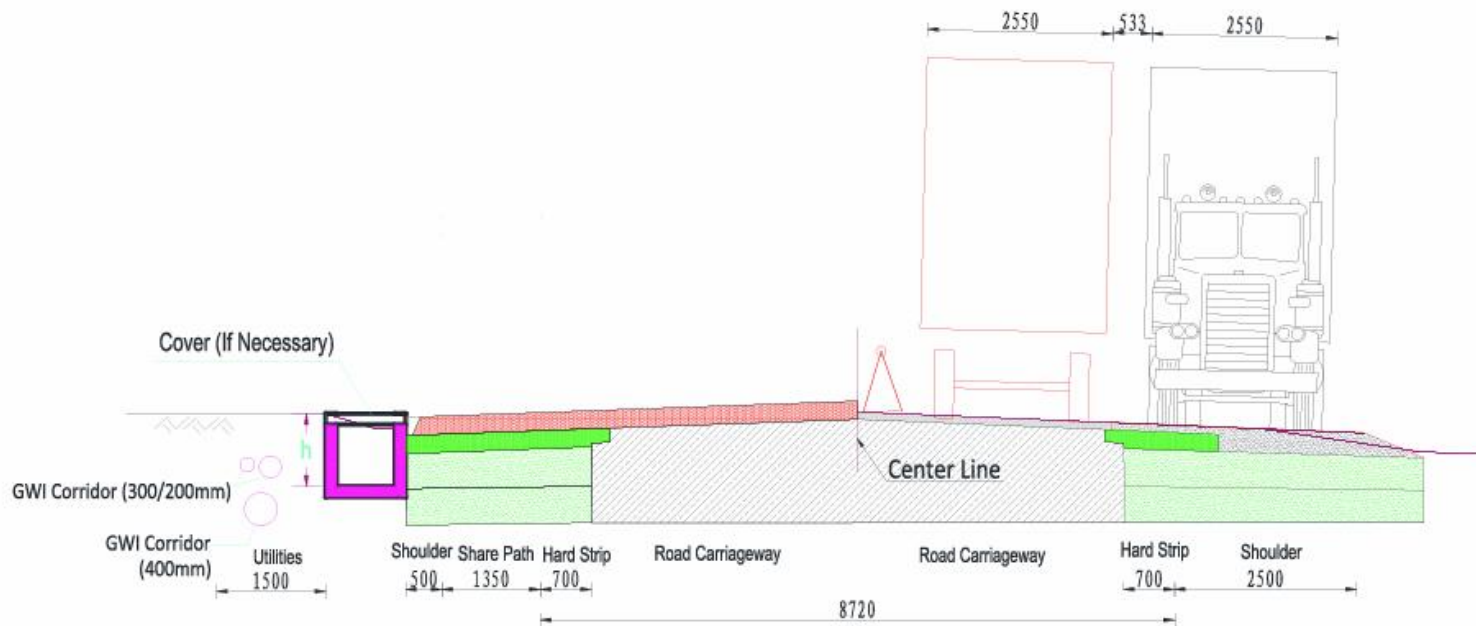 2550 533 2550
Cover (If Necessary)
h
Center Line
GWI Corridor (300/200mm)
GWI Corridor
(400mm)
Utilities
1500
Shoulder Share Path Hard Strip Road Carriageway Road Carriageway Hard Strip Shoulder
500 1350 700 700 2500
8720